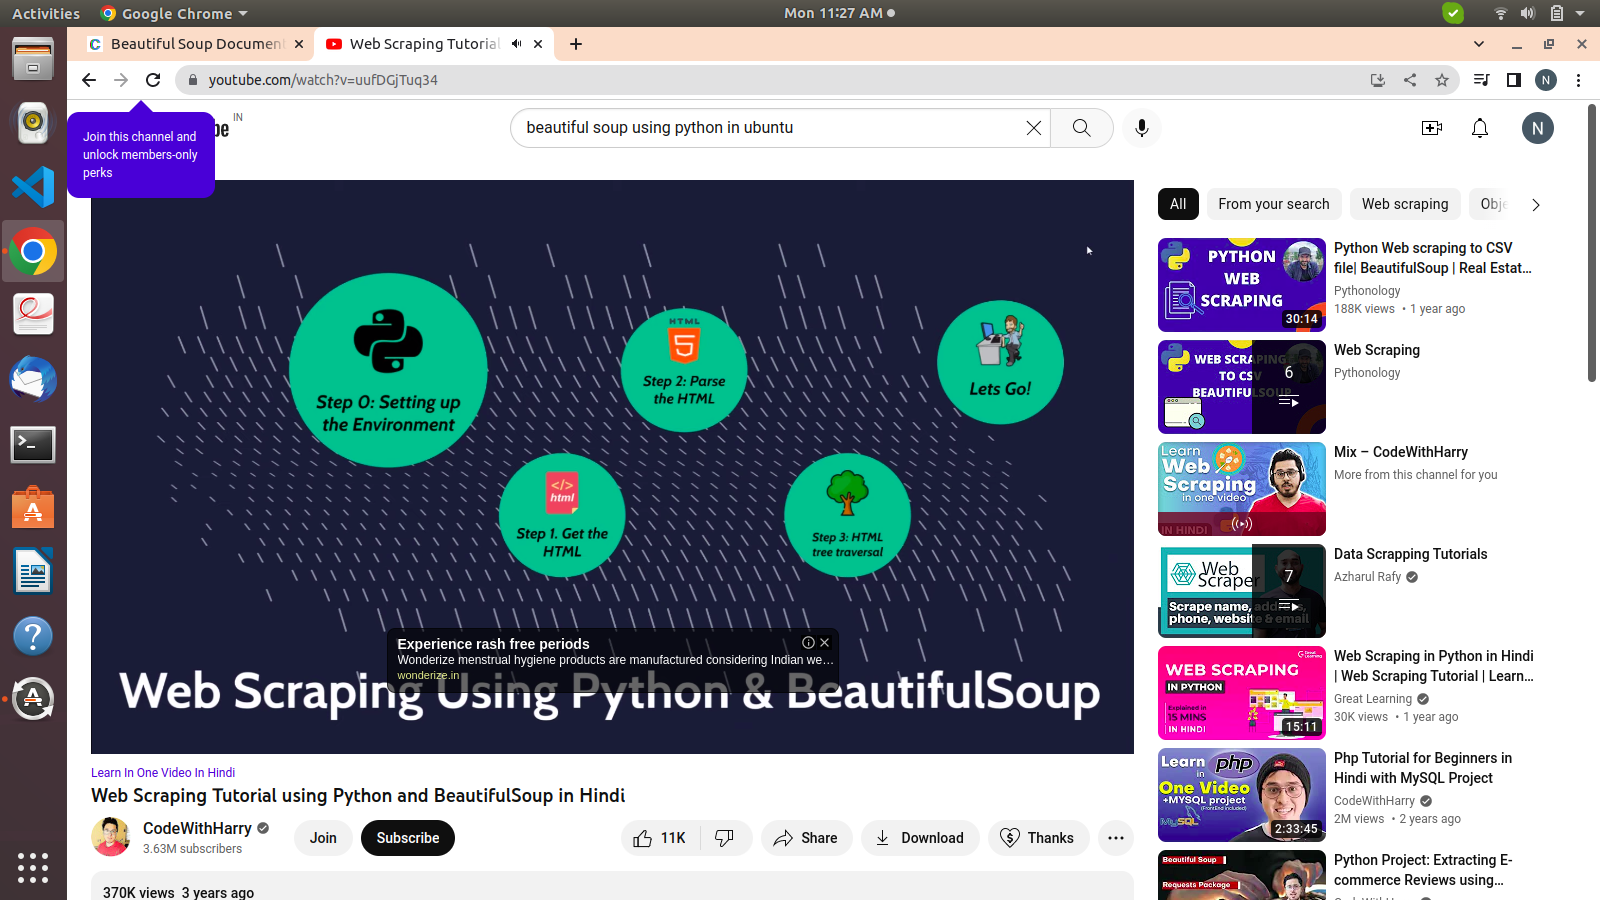 Activities
Google Chrome
Mon 11:27 AM
Beautiful Soup Document
Web Scraping Tutorial
youtube.com/watch?v=uufDGjTuq34
N
Join this channel and
unlock members-only
perks
IN
beautiful soup using python in ubuntu
N
All
From your search
Web scraping
Step 0: Setting up
the Environment
HTML
Step 2: Parse
the HTML
Lets Go!
</>
html
Step 1. Get the
HTML
Step 3: HTML
tree traversal
Experience rash free periods
Wonderize menstrual hygiene products are manufactured considering Indian we…
wonderize.in
Web Scraping Using Python & BeautifulSoup
Learn In One Video In Hindi
Web Scraping Tutorial using Python and BeautifulSoup in Hindi
CodeWithHarry
3.63M subscribers
Join
Subscribe
11K
Share
Download
Thanks
370K views 3 years ago
PYTHON
WEB
SCRAPING
30:14
Python Web scraping to CSV
file| BeautifulSoup | Real Estat…
Pythonology
188K views • 1 year ago
WEB SCRAPING
TO CSV
BEAUTIFULSOUP
6
Web Scraping
Pythonology
Learn
Web
Scraping
in one video
IN HINDI
Mix – CodeWithHarry
More from this channel for you
Web
Scraper
Scrape name, address,
phone, website & email
7
Data Scrapping Tutorials
Azharul Rafy
Great Learning
WEB SCRAPING
IN PYTHON
Explained in
15 MINS
IN HINDI
15:11
Web Scraping in Python in Hindi
| Web Scraping Tutorial | Learn…
Great Learning
30K views • 1 year ago
Learn php
in
One Video
+MYSQL project
(FrontEnd included)
MySQL
2:33:45
Php Tutorial for Beginners in
Hindi with MySQL Project
CodeWithHarry
2M views • 2 years ago
Beautiful Soup
Requests Package
Python Project: Extracting E-
commerce Reviews using…